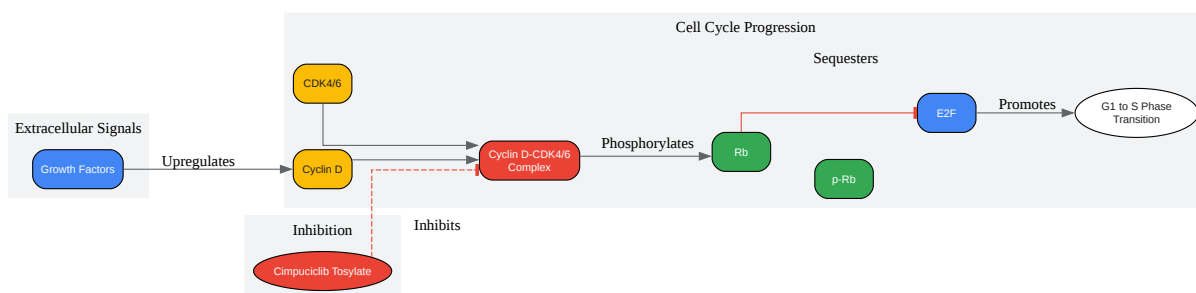 Cell Cycle Progression
Sequesters
CDK4/6
E2F
Promotes
G1 to S Phase
Transition
Extracellular Signals
Growth Factors
Upregulates
Cyclin D
Cyclin D-CDK4/6
Complex
Phosphorylates
Rb
p-Rb
Inhibition
Inhibits
Cimpuciclib Tosylate